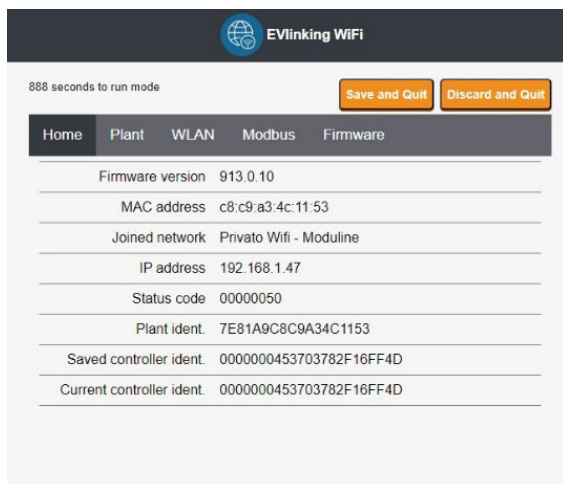 EVlinking WiFi
888 seconds to run mode
Save and Quit Discard and Quit
Home Plant WLAN Modbus Firmware
Firmware version 913.0.10
MAC address c8:c9:a3:4c:11:53
Joined network Privato Wifi - Moduline
IP address 192.168.1.47
Status code 00000050
Plant ident. 7E81A9C8C9A34C1153
Saved controller ident. 0000000453703782F16FF4D
Current controller ident. 0000000453703782F16FF4D